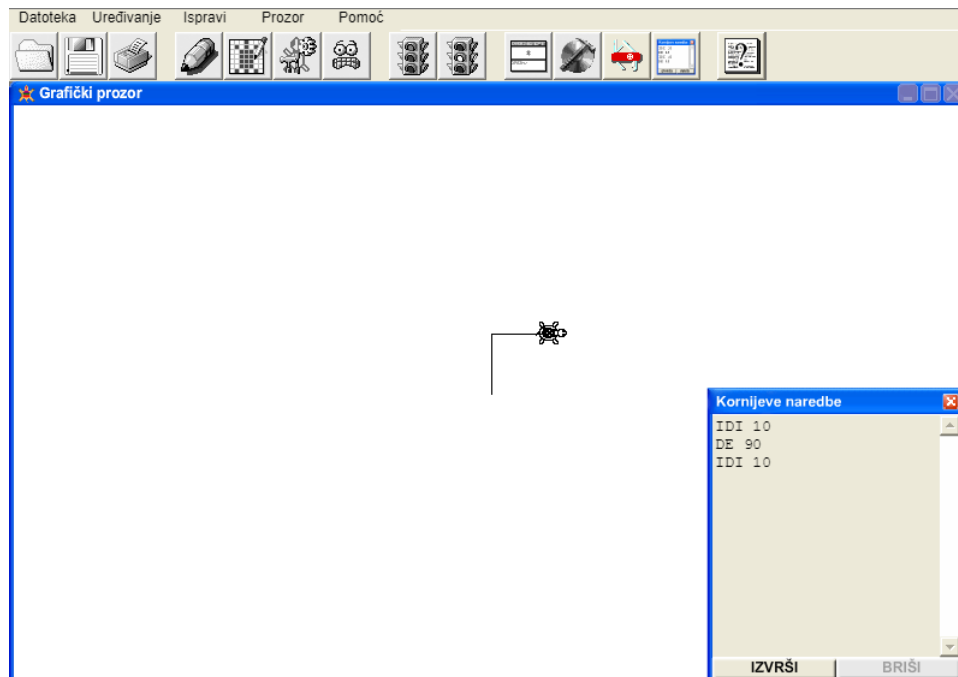 Datoteka Uređivanje Ispravi Prozor Pomoć
Grafički prozor
Kornijeve naredbe
IDI 10
DE 90
IDI 10
IZVRŠI BRIŠI